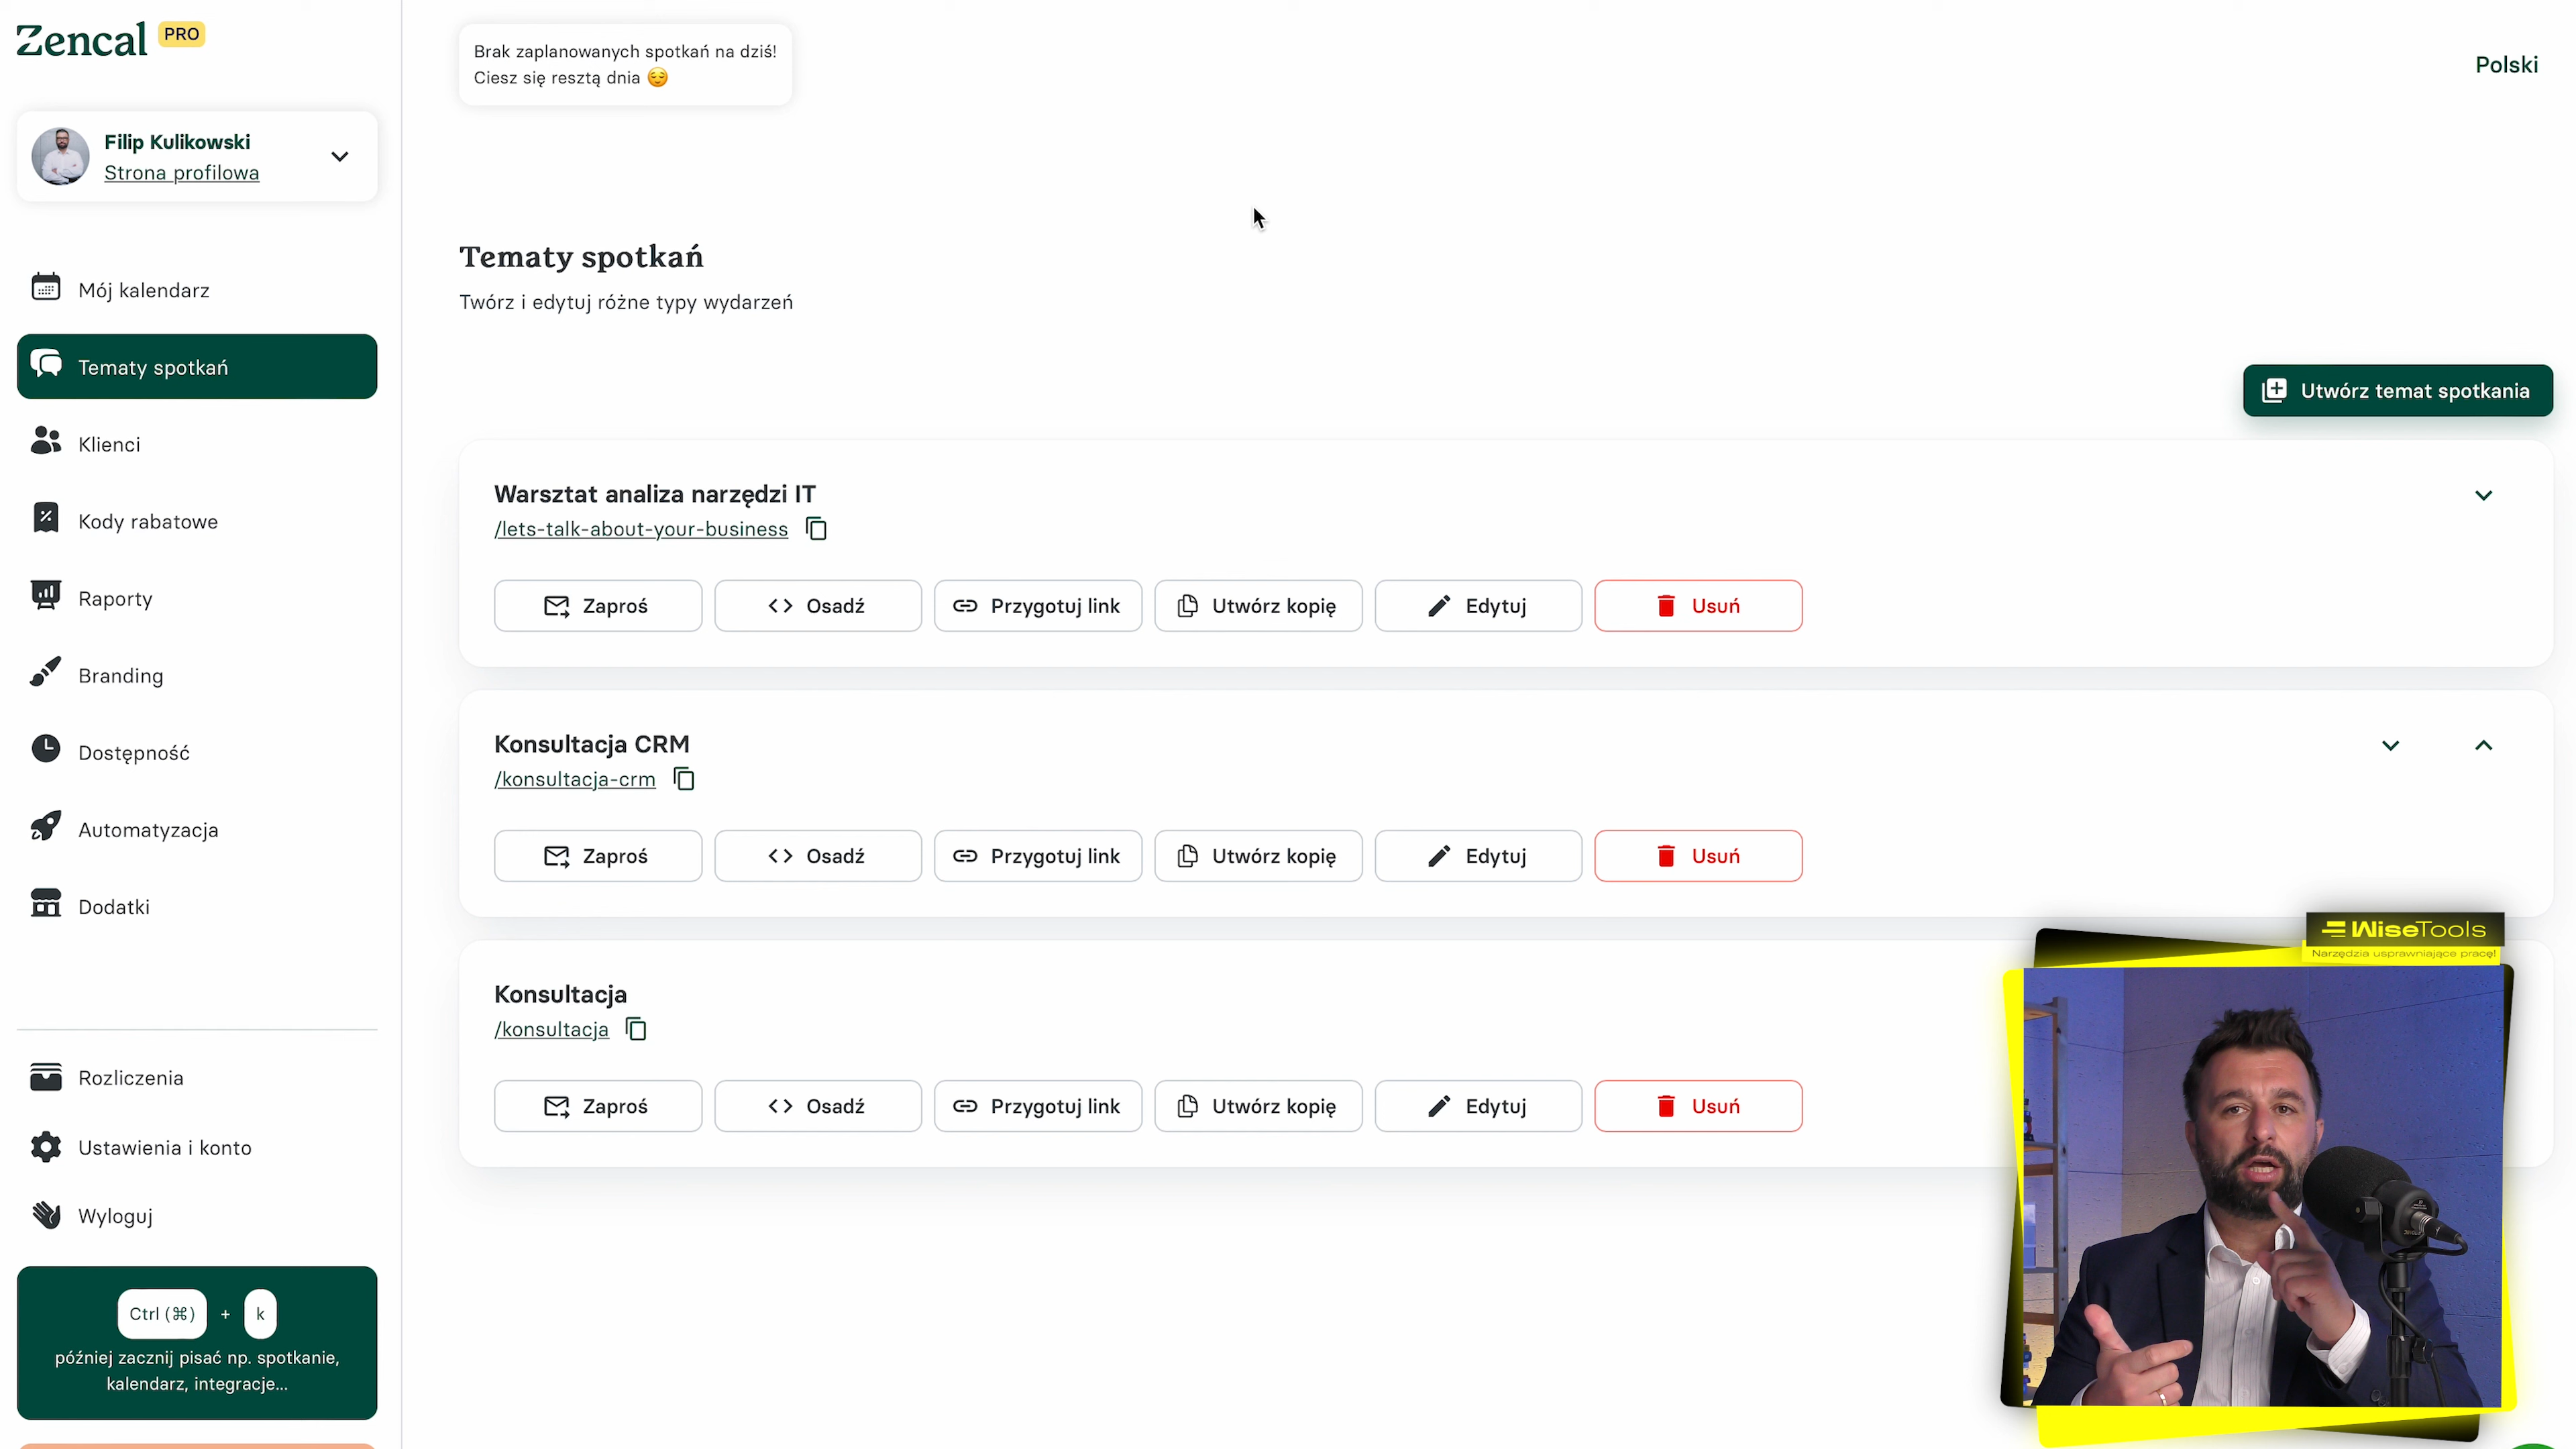 Zencal PRO
Filip Kulikowski
Strona profilowa
Mój kalendarz
Tematy spotkań
Klienci
Kody rabatowe
Raporty
Branding
Dostępność
Automatyzacja
Dodatki
Rozliczenia
Ustawienia i konto
Wyloguj
Ctrl (⌘) + k
później zacznij pisać np. spotkanie,
kalendarz, integracje...
Brak zaplanowanych spotkań na dziś!
Ciesz się resztą dnia 😌
Polski
Tematy spotkań
Twórz i edytuj różne typy wydarzeń
Utwórz temat spotkania
Warsztat analiza narzędzi IT
/lets-talk-about-your-business
Zaproś Osadź Przygotuj link Utwórz kopię Edytuj Usuń
Konsultacja CRM
/konsultacja-crm
Zaproś Osadź Przygotuj link Utwórz kopię Edytuj Usuń
Konsultacja
/konsultacja
Zaproś Osadź Przygotuj link Utwórz kopię Edytuj Usuń
WiseTools
Narzędzia usprawniające pracę!